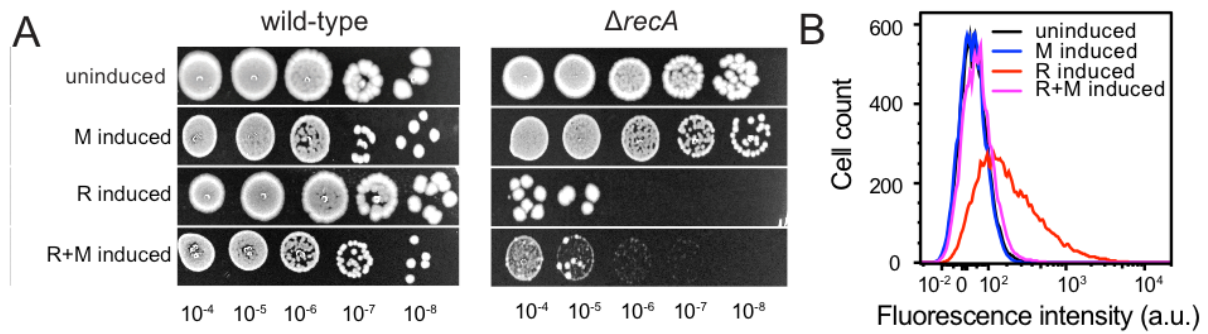 A
wild-type
ΔrecA
uninduced
M induced
R induced
R+M induced
10⁻⁴ 10⁻⁵ 10⁻⁶ 10⁻⁷ 10⁻⁸
10⁻⁴ 10⁻⁵ 10⁻⁶ 10⁻⁷ 10⁻⁸
B
600
400
200
0
Cell count
uninduced
M induced
R induced
R+M induced
10⁻² 0 10² 10³ 10⁴
Fluorescence intensity (a.u.)